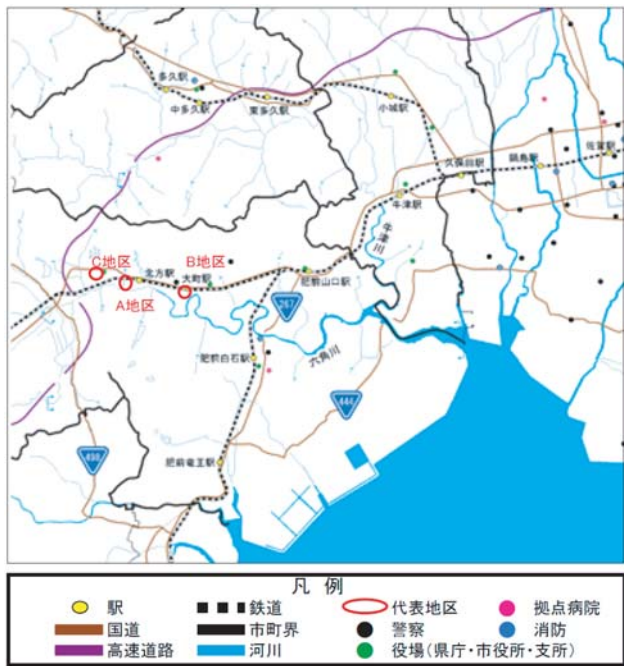 多久駅
中多久駅
東多久駅
小城駅
佐賀駅
鍋島駅
久保田駅
牛津駅
牛津川
C地区
B地区
北方駅
大町駅
肥前山口駅
A地区
267
肥前白石駅
六角川
444
498
肥前竜王駅
凡 例
駅
鉄道
代表地区
拠点病院
国道
市町界
警察
消防
高速道路
河川
役場(県庁・市役所・支所)